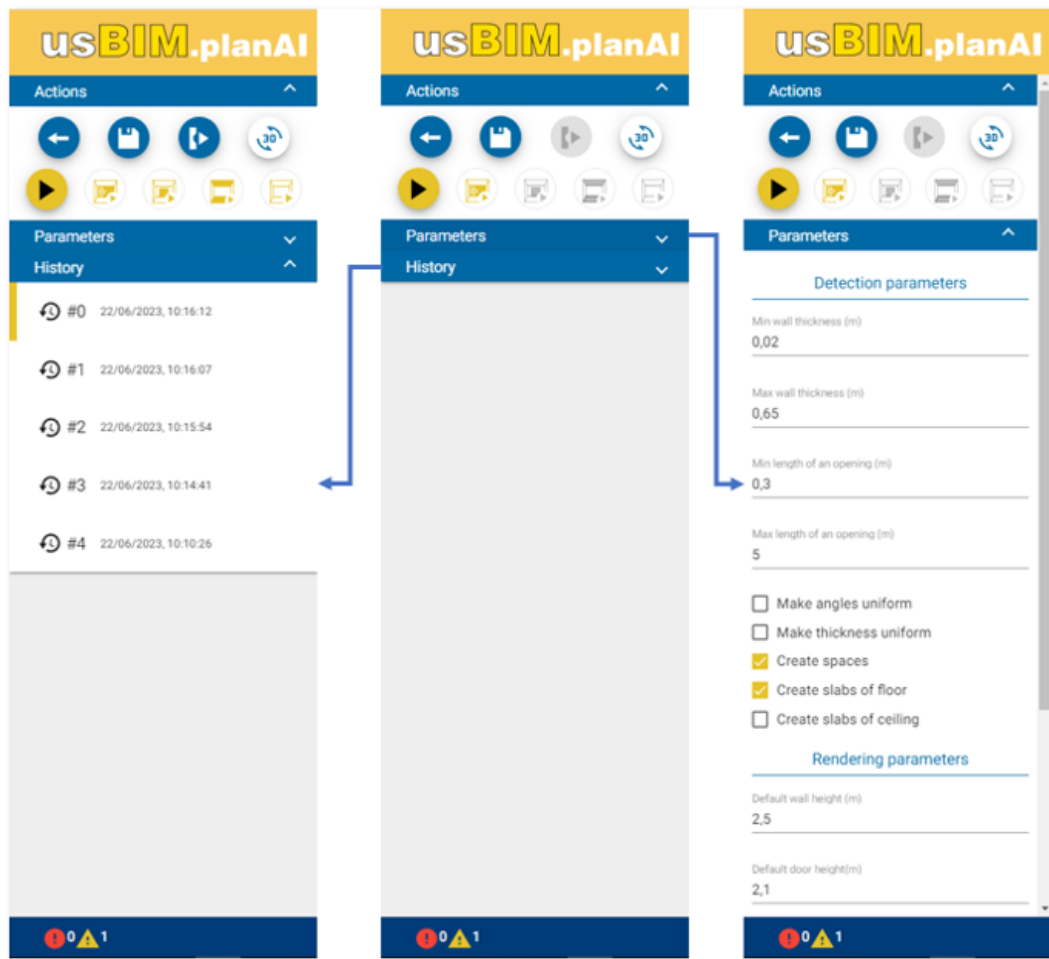 usBIM.planAI
Actions
3D
Parameters
History
#0 22/06/2023, 10:16:12
#1 22/06/2023, 10:16:07
#2 22/06/2023, 10:15:54
#3 22/06/2023, 10:14:41
#4 22/06/2023, 10:10:26
0 1
usBIM.planAI
Actions
3D
Parameters
History
0 1
usBIM.planAI
Actions
3D
Parameters
Detection parameters
Min wall thickness (m)
0,02
Max wall thickness (m)
0,65
Min length of an opening (m)
0,3
Max length of an opening (m)
5
Make angles uniform
Make thickness uniform
Create spaces
Create slabs of floor
Create slabs of ceiling
Rendering parameters
Default wall height (m)
2,5
Default door height(m)
2,1
0 1